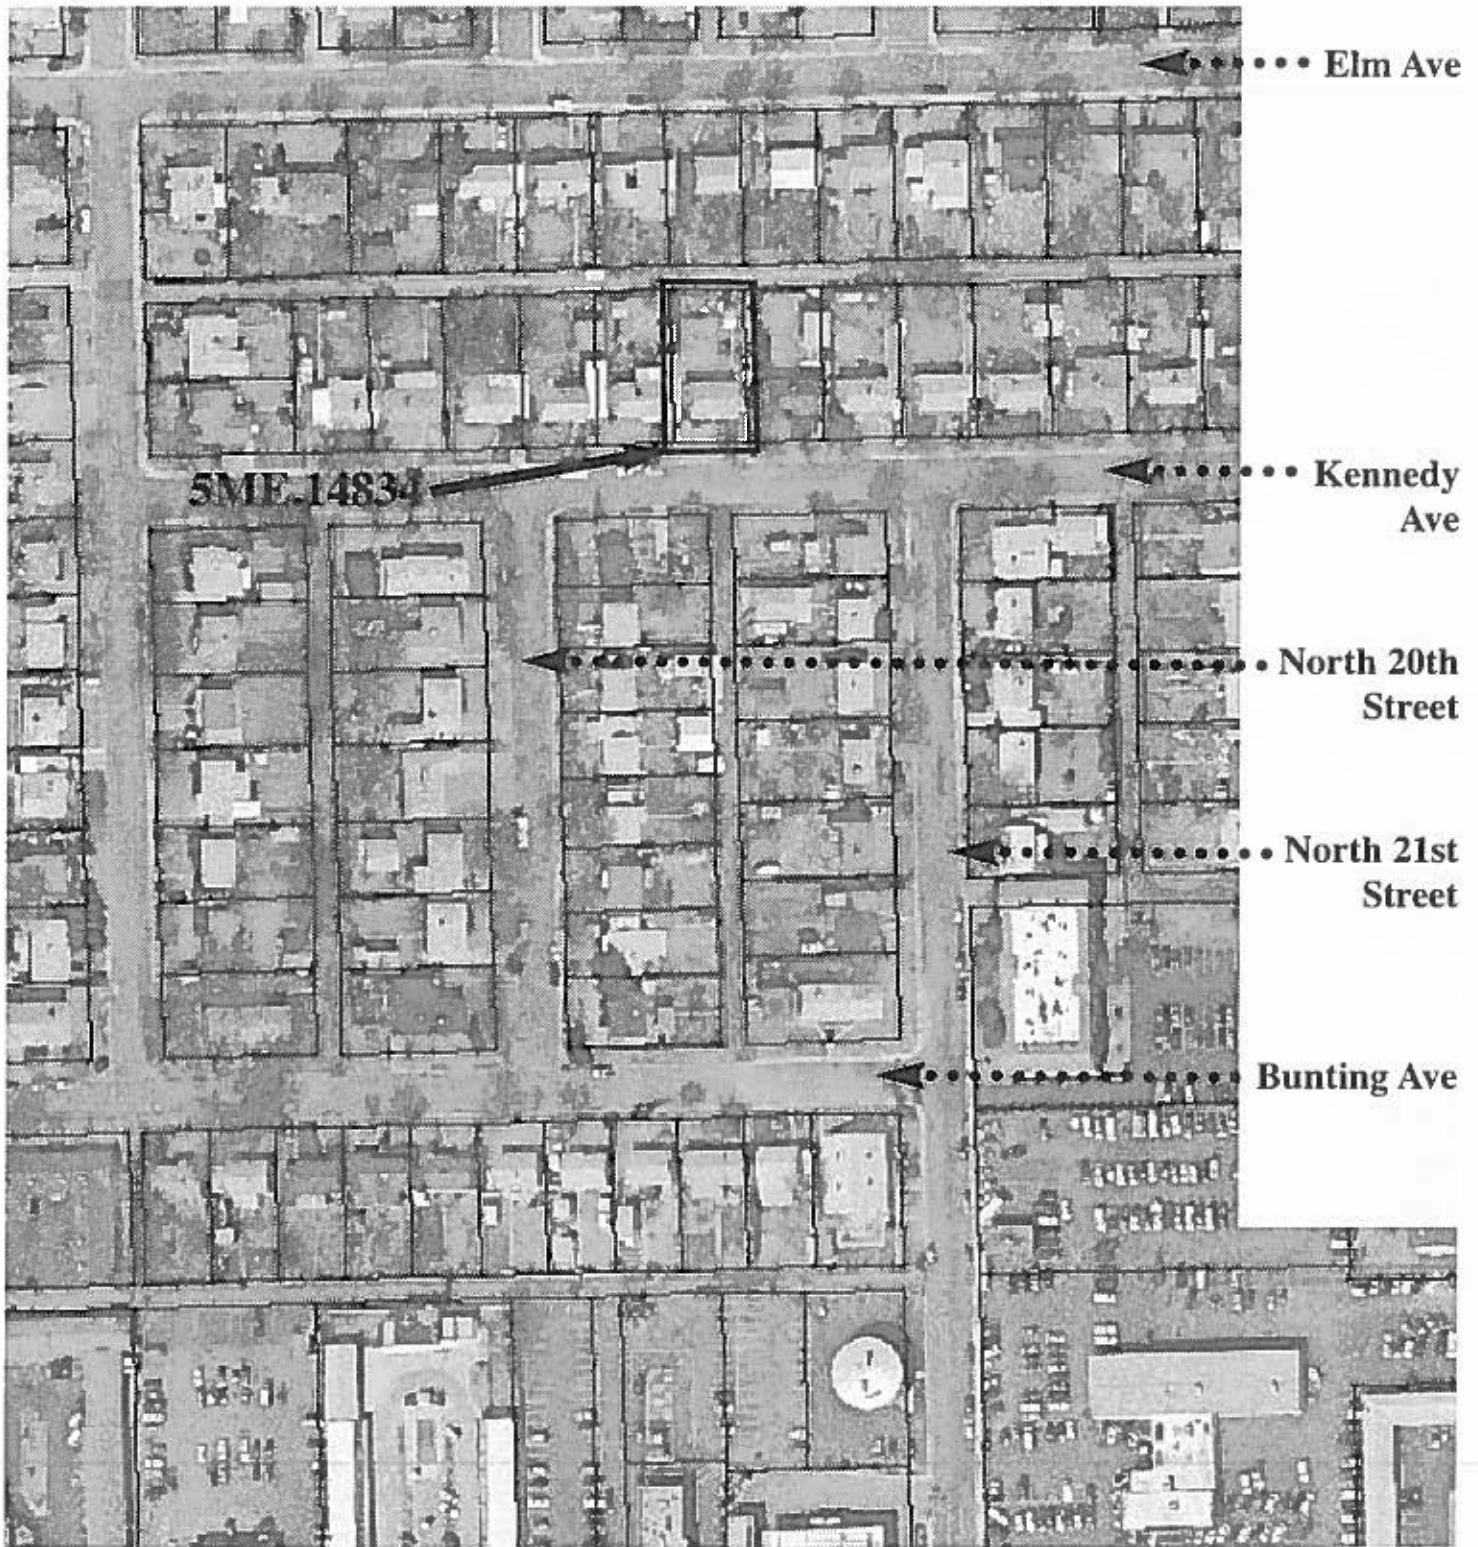 Elm Ave
Kennedy
Ave
5ME.14834
North 20th
Street
North 21st
Street
Bunting Ave